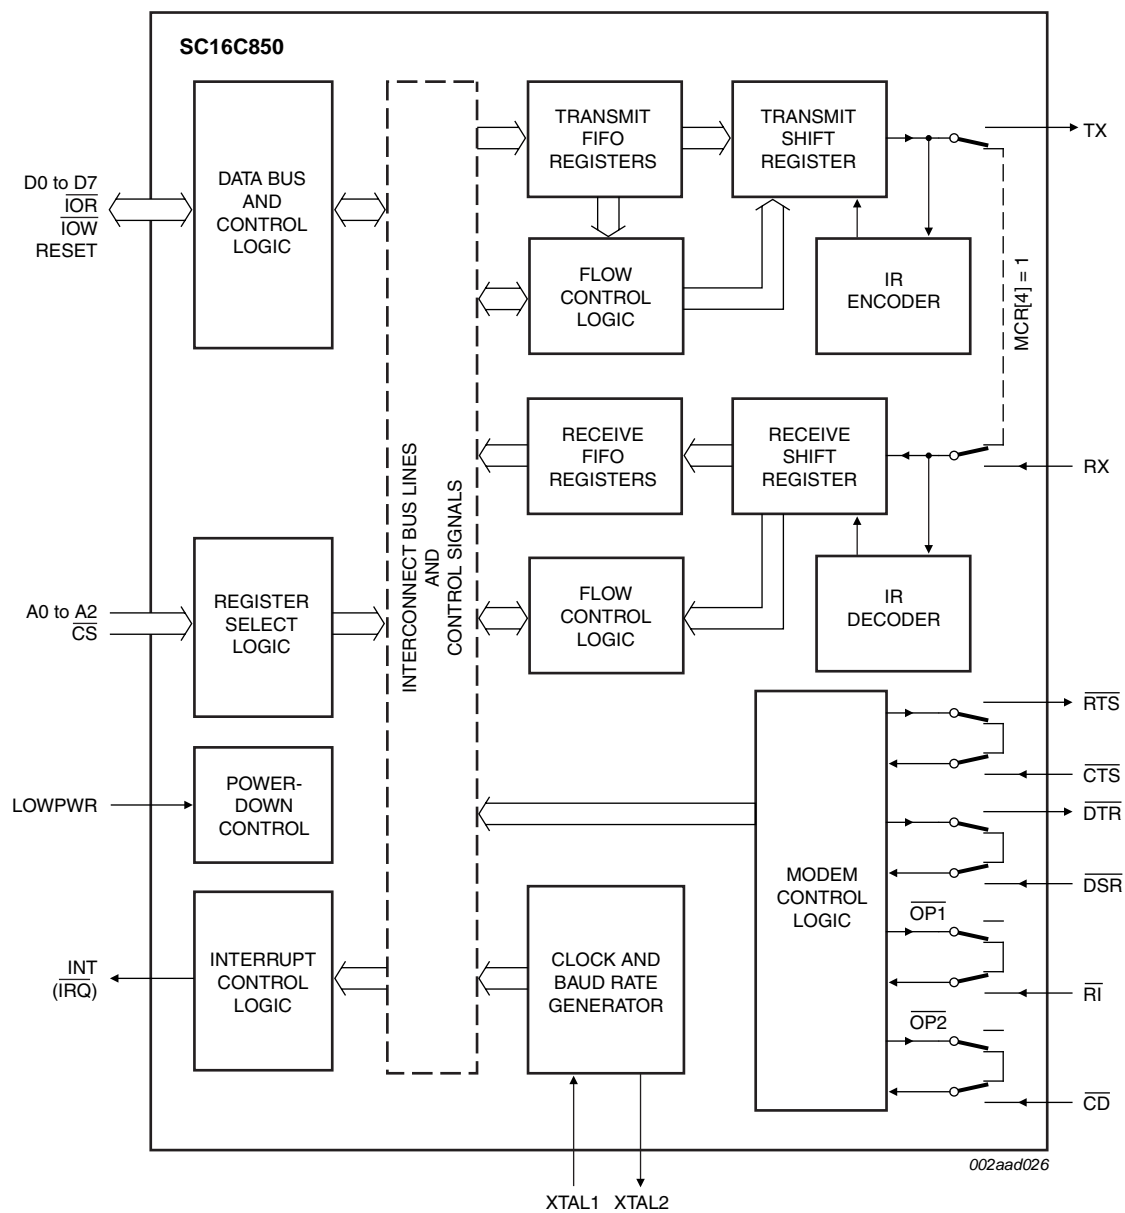 SC16C850
D0 to D7
IOR
IOW
RESET
DATA BUS
AND
CONTROL
LOGIC
TRANSMIT
FIFO
REGISTERS
TRANSMIT
SHIFT
REGISTER
TX
FLOW
CONTROL
LOGIC
IR
ENCODER
MCR[4] = 1
RECEIVE
FIFO
REGISTERS
RECEIVE
SHIFT
REGISTER
RX
INTERCONNECT BUS LINES
AND
CONTROL SIGNALS
A0 to A2
CS
REGISTER
SELECT
LOGIC
FLOW
CONTROL
LOGIC
IR
DECODER
LOWPWR
POWER-
DOWN
CONTROL
MODEM
CONTROL
LOGIC
RTS
CTS
DTR
DSR
OP1
RI
OP2
CD
INT
(IRQ)
INTERRUPT
CONTROL
LOGIC
CLOCK AND
BAUD RATE
GENERATOR
XTAL1
XTAL2
002aad026